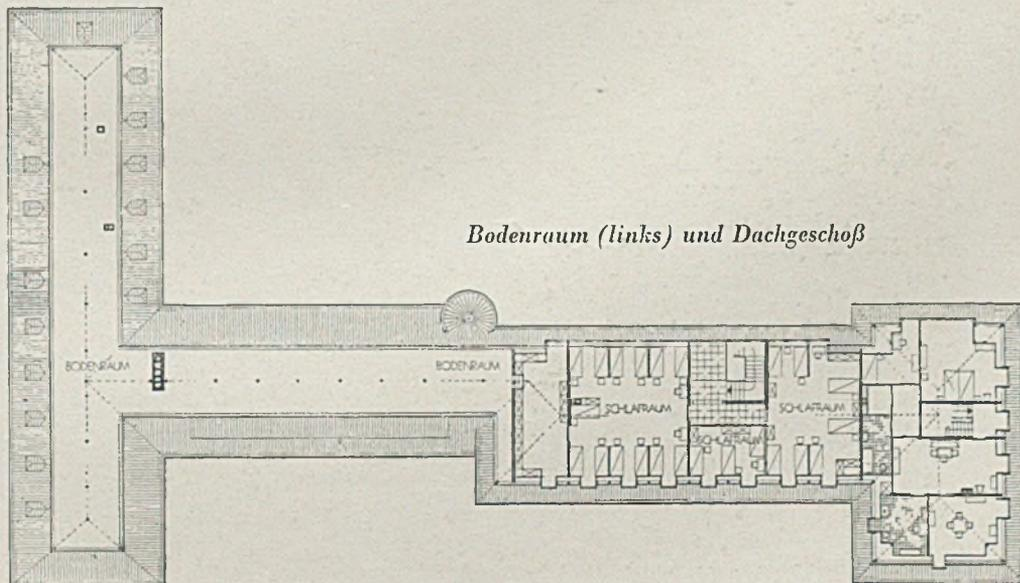 Bodenraum (links) und Dachgeschoß
BODENRAUM
BODENRAUM
SCHLAFRAUM
SCHLAFRAUM
SCHLAFRAUM